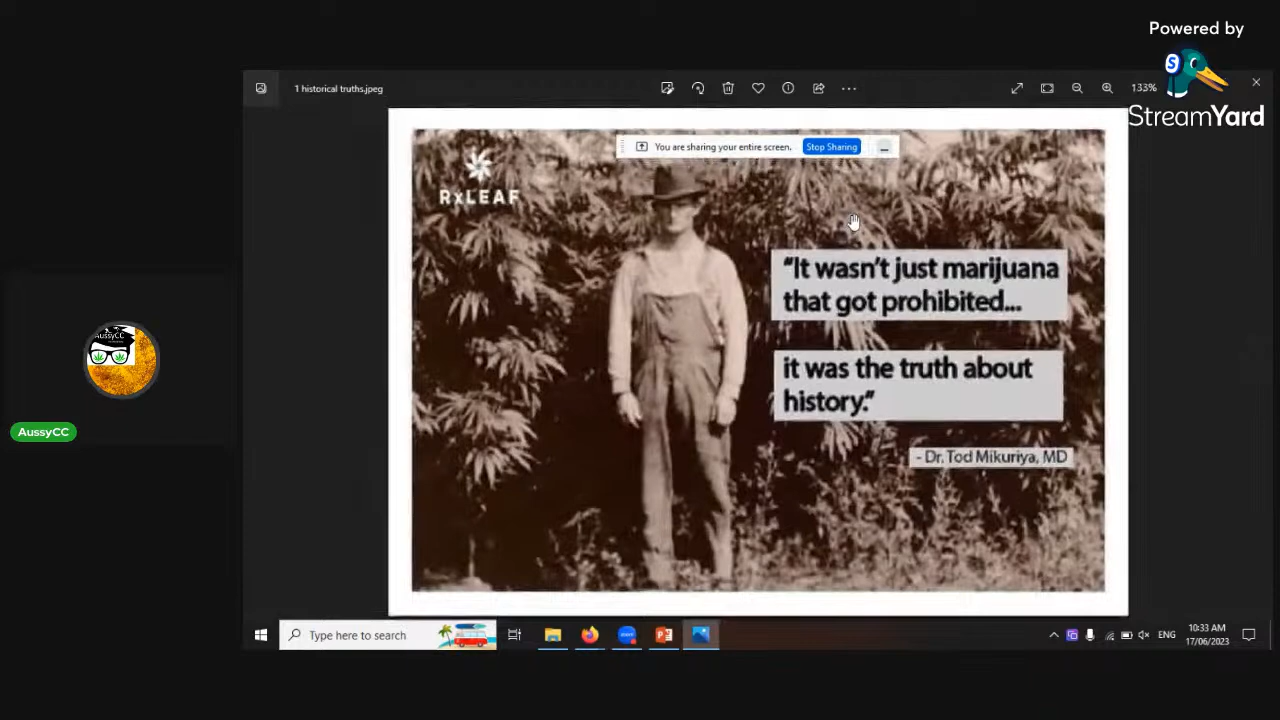 Powered by
StreamYard
1 historical truths.jpeg
133%
You are sharing your entire screen.
Stop Sharing
RxLEAF
“It wasn’t just marijuana
that got prohibited...
it was the truth about
history.”
- Dr. Tod Mikuriya, MD
AussyCC
AussyCC
Type here to search
zoom
ENG
10:33 AM
17/06/2023